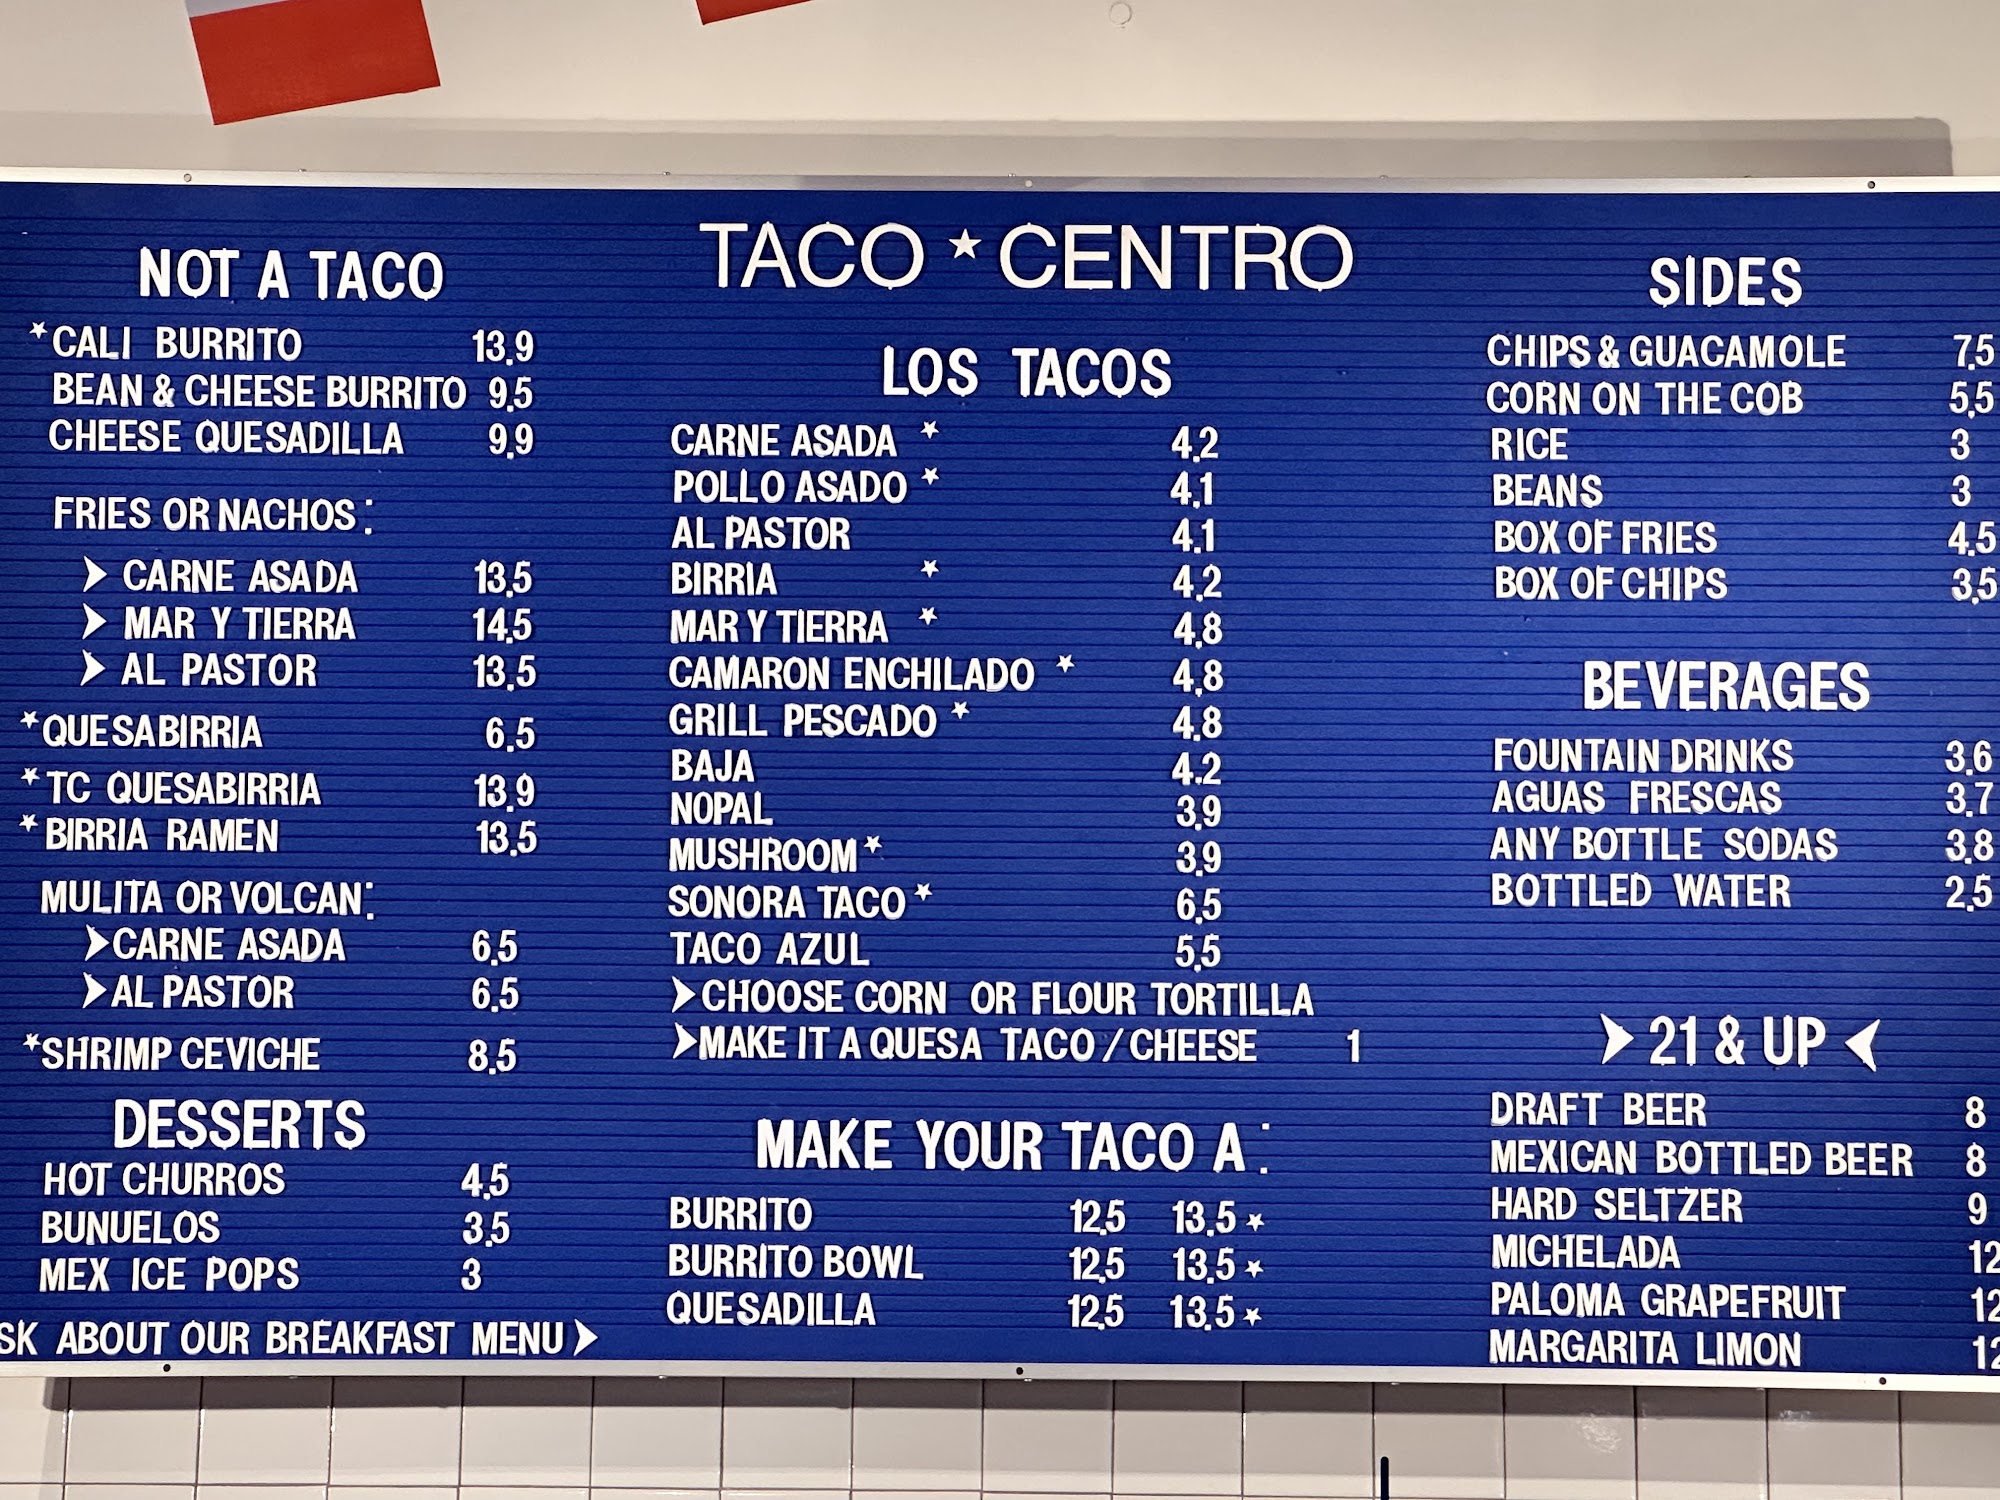 TACO ★ CENTRO
NOT A TACO
★CALI BURRITO 13.9
BEAN & CHEESE BURRITO 9.5
CHEESE QUESADILLA 9.9
FRIES OR NACHOS:
➤ CARNE ASADA 13.5
➤ MAR Y TIERRA 14.5
➤ AL PASTOR 13.5
★QUESABIRRIA 6.5
★TC QUESABIRRIA 13.9
★BIRRIA RAMEN 13.5
MULITA OR VOLCAN:
➤CARNE ASADA 6.5
➤AL PASTOR 6.5
★SHRIMP CEVICHE 8.5
DESSERTS
HOT CHURROS 4.5
BUNUELOS 3.5
MEX ICE POPS 3
SK ABOUT OUR BREAKFAST MENU➤
LOS TACOS
CARNE ASADA ★ 4.2
POLLO ASADO ★ 4.1
AL PASTOR 4.1
BIRRIA ★ 4.2
MAR Y TIERRA ★ 4.8
CAMARON ENCHILADO ★ 4.8
GRILL PESCADO ★ 4.8
BAJA 4.2
NOPAL 3.9
MUSHROOM★ 3.9
SONORA TACO★ 6.5
TACO AZUL 5.5
➤CHOOSE CORN OR FLOUR TORTILLA
➤MAKE IT A QUESA TACO / CHEESE 1
MAKE YOUR TACO A:
BURRITO 12.5 13.5★
BURRITO BOWL 12.5 13.5★
QUESADILLA 12.5 13.5★
SIDES
CHIPS & GUACAMOLE 7.5
CORN ON THE COB 5.5
RICE 3
BEANS 3
BOX OF FRIES 4.5
BOX OF CHIPS 3.5
BEVERAGES
FOUNTAIN DRINKS 3.6
AGUAS FRESCAS 3.7
ANY BOTTLE SODAS 3.8
BOTTLED WATER 2.5
➤ 21 & UP ⮜
DRAFT BEER 8
MEXICAN BOTTLED BEER 8
HARD SELTZER 9
MICHELADA 12
PALOMA GRAPEFRUIT 12
MARGARITA LIMON 12